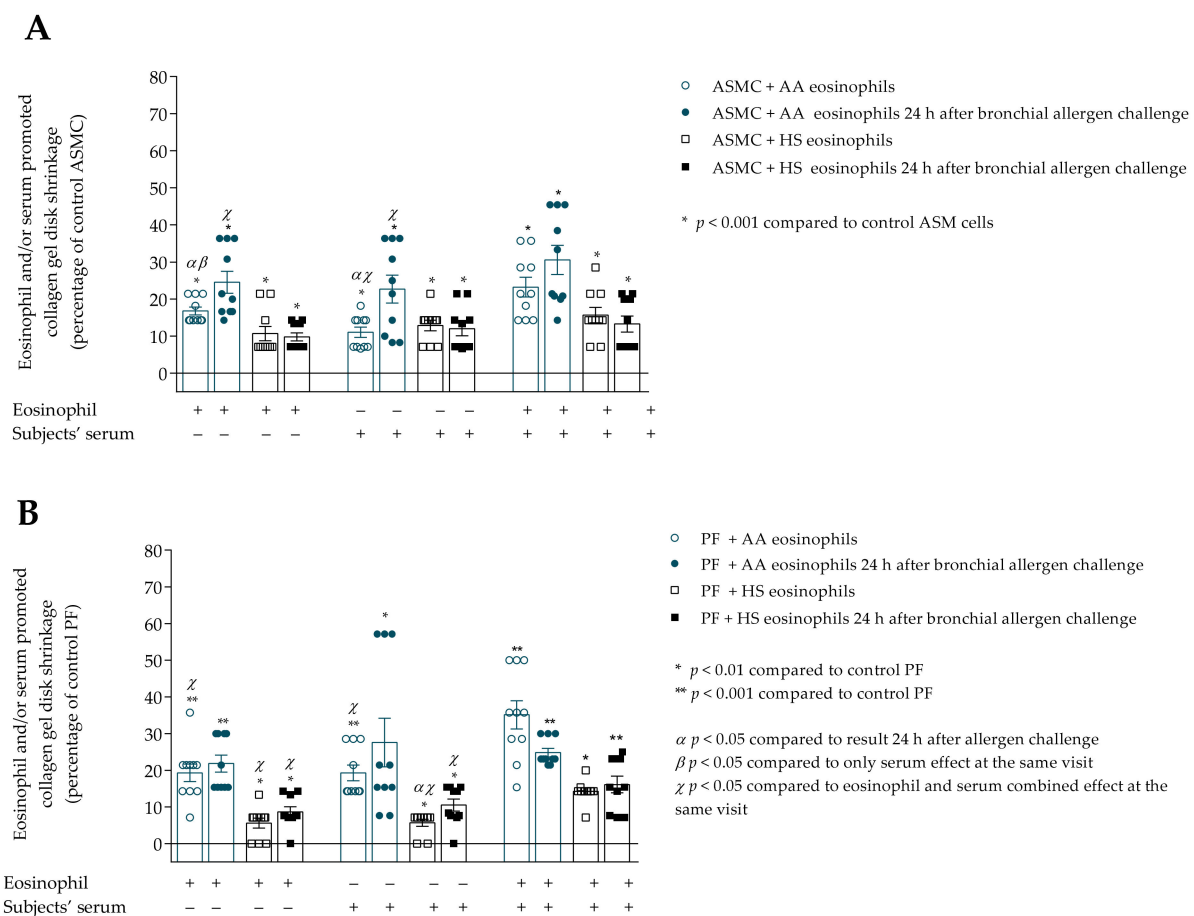 A
Eosinophil and/or serum promoted
collagen gel disk shrinkage
(percentage of control ASMC)
80
70
60
50
40
30
20
10
0
αβ
*
χ
*
*
*
αχ
*
χ
*
*
*
*
*
*
*
Eosinophil + + + + – – – – + + + +
Subjects' serum – – – – + + + + + + + +
ASMC + AA eosinophils
ASMC + AA eosinophils 24 h after bronchial allergen challenge
ASMC + HS eosinophils
ASMC + HS eosinophils 24 h after bronchial allergen challenge
* p < 0.001 compared to control ASM cells
B
Eosinophil and/or serum promoted
collagen gel disk shrinkage
(percentage of control PF)
80
70
60
50
40
30
20
10
0
χ
**
**
χ
*
χ
*
χ
**
*
αχ
*
χ
*
**
**
*
**
Eosinophil + + + + – – – – + + + +
Subjects' serum – – – – + + + + + + + +
PF + AA eosinophils
PF + AA eosinophils 24 h after bronchial allergen challenge
PF + HS eosinophils
PF + HS eosinophils 24 h after bronchial allergen challenge
* p < 0.01 compared to control PF
** p < 0.001 compared to control PF
α p < 0.05 compared to result 24 h after allergen challenge
β p < 0.05 compared to only serum effect at the same visit
χ p < 0.05 compared to eosinophil and serum combined effect at the
same visit